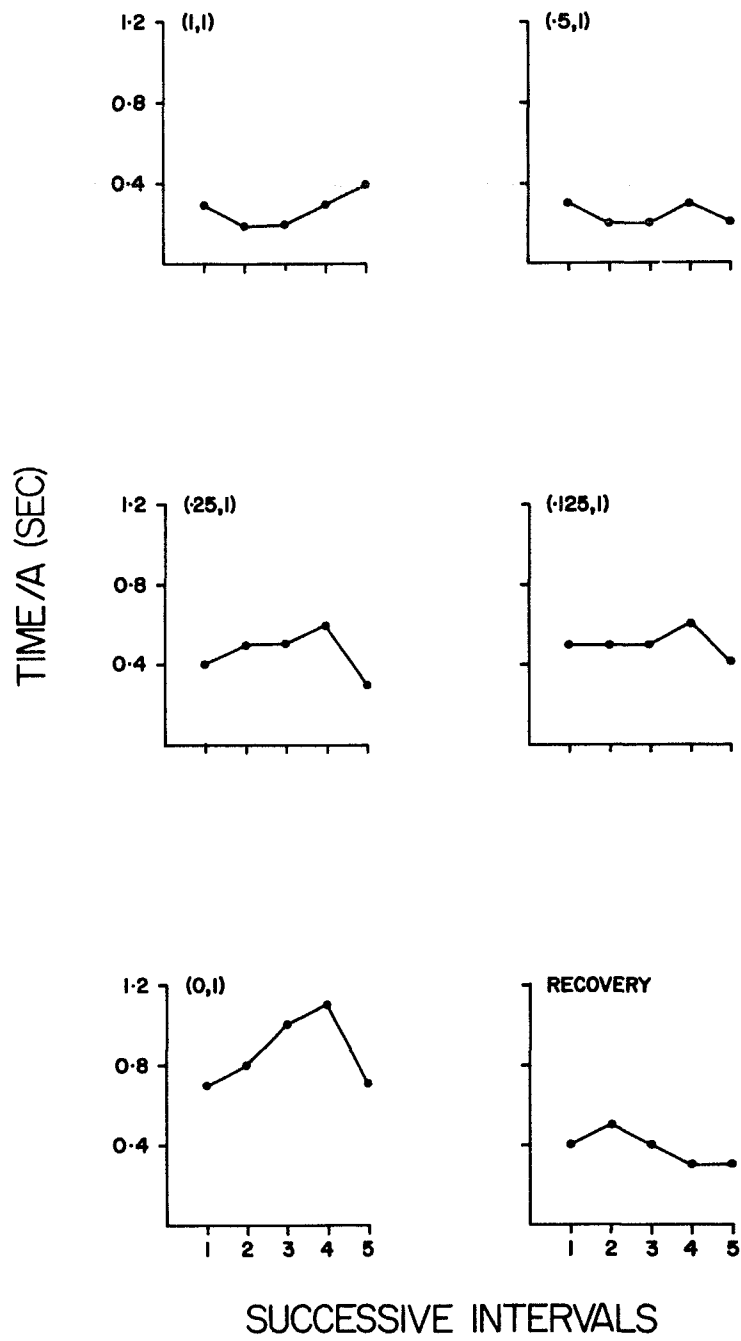 1·2 (1,1)
0·8
0·4
(·5,1)
TIME/A (SEC)
1·2 (·25,1)
0·8
0·4
(·125,1)
1·2 (0,1)
0·8
0·4
1 2 3 4 5
RECOVERY
1 2 3 4 5
SUCCESSIVE INTERVALS